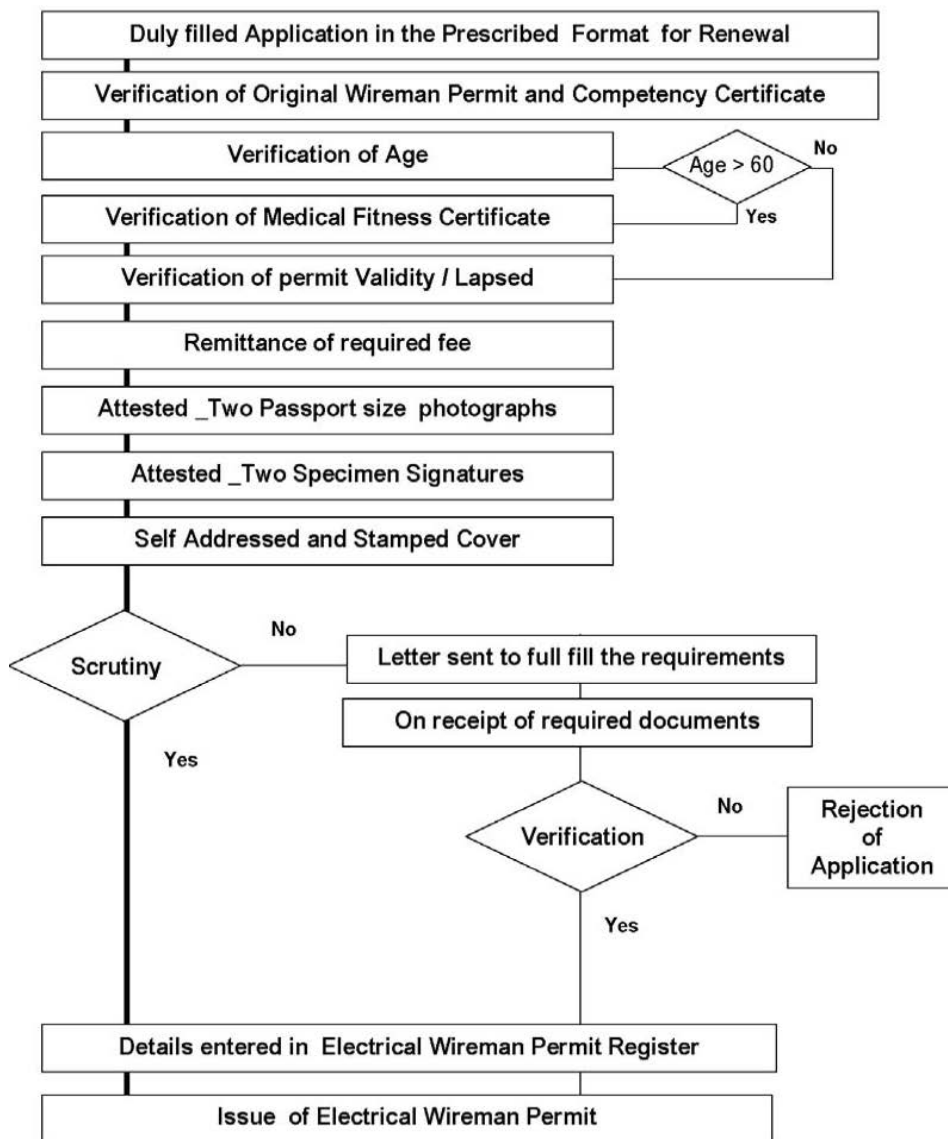 Duly filled Application in the Prescribed Format for Renewal
Verification of Original Wireman Permit and Competency Certificate
Verification of Age
Age > 60
No
Yes
Verification of Medical Fitness Certificate
Verification of permit Validity / Lapsed
Remittance of required fee
Attested _Two Passport size photographs
Attested _Two Specimen Signatures
Self Addressed and Stamped Cover
Scrutiny
No
Letter sent to full fill the requirements
On receipt of required documents
Yes
Verification
No
Rejection
of
Application
Yes
Details entered in Electrical Wireman Permit Register
Issue of Electrical Wireman Permit